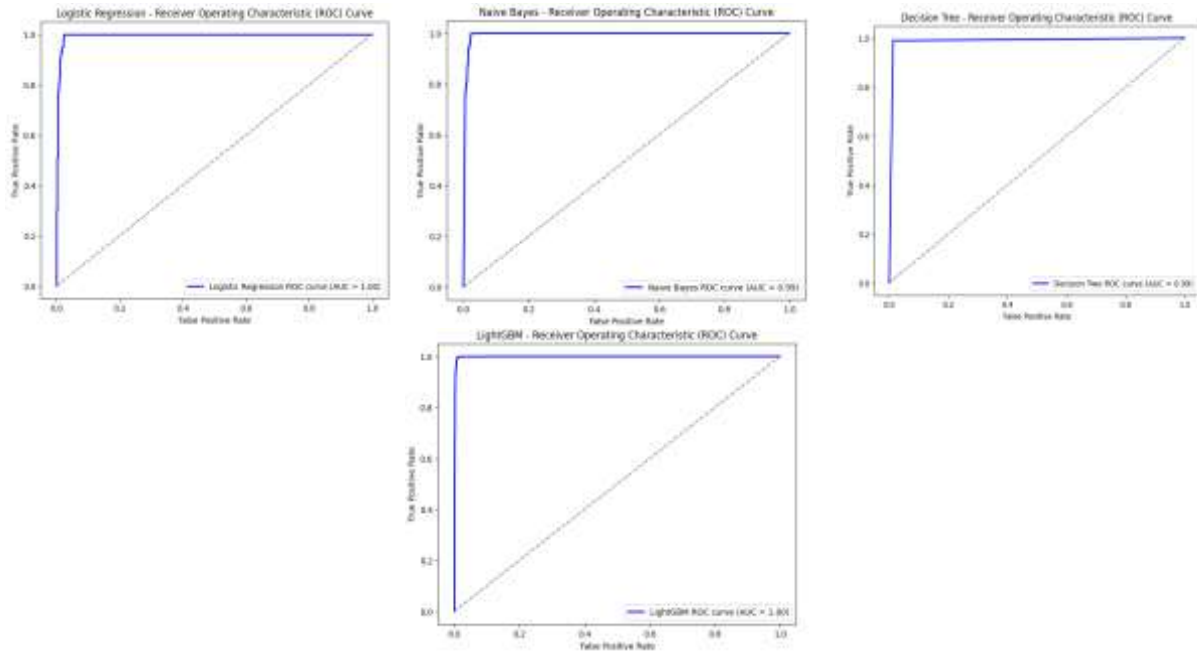 Logistic Regression - Receiver Operating Characteristic (ROC) Curve
1.0
0.8
0.6
0.4
0.2
0.0
True Positive Rate
Logistic Regression ROC curve (AUC = 1.00)
0.0 0.2 0.4 0.6 0.8 1.0
False Positive Rate
Naive Bayes - Receiver Operating Characteristic (ROC) Curve
1.0
0.8
0.6
0.4
0.2
0.0
True Positive Rate
Naive Bayes ROC curve (AUC = 0.99)
0.0 0.2 0.4 0.6 0.8 1.0
False Positive Rate
Decision Tree - Receiver Operating Characteristic (ROC) Curve
1.0
0.8
0.6
0.4
0.2
0.0
True Positive Rate
Decision Tree ROC curve (AUC = 0.99)
0.0 0.2 0.4 0.6 0.8 1.0
False Positive Rate
LightGBM - Receiver Operating Characteristic (ROC) Curve
1.0
0.8
0.6
0.4
0.2
0.0
True Positive Rate
LightGBM ROC curve (AUC = 1.00)
0.0 0.2 0.4 0.6 0.8 1.0
False Positive Rate